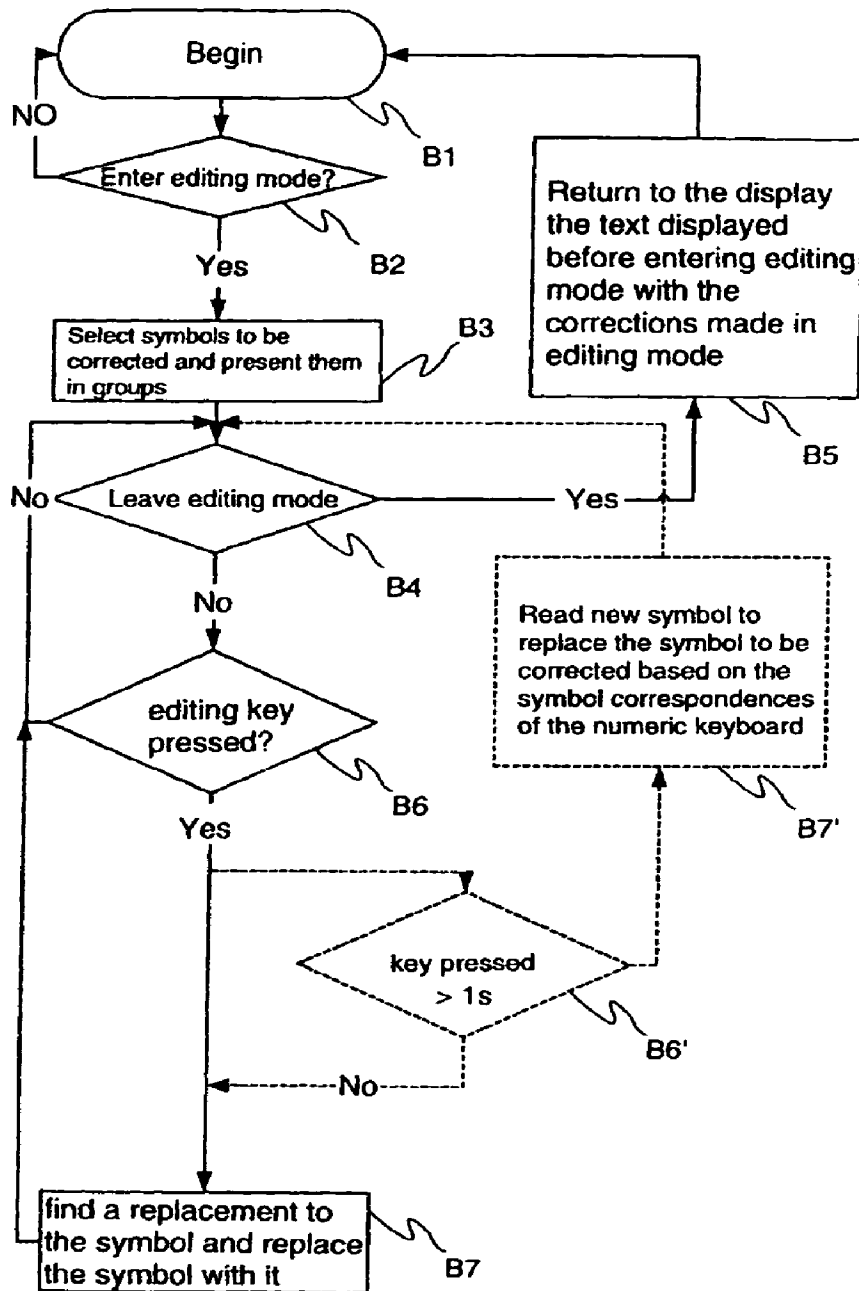 Begin
NO
B1
Enter editing mode?
B2
Yes
Select symbols to be
corrected and present them
in groups
B3
Return to the display
the text displayed
before entering editing
mode with the
corrections made in
editing mode
B5
No
Leave editing mode
Yes
B4
No
Read new symbol to
replace the symbol to be
corrected based on the
symbol correspondences
of the numeric keyboard
B7'
editing key
pressed?
B6
Yes
key pressed
> 1s
B6'
No
find a replacement to
the symbol and replace
the symbol with it
B7